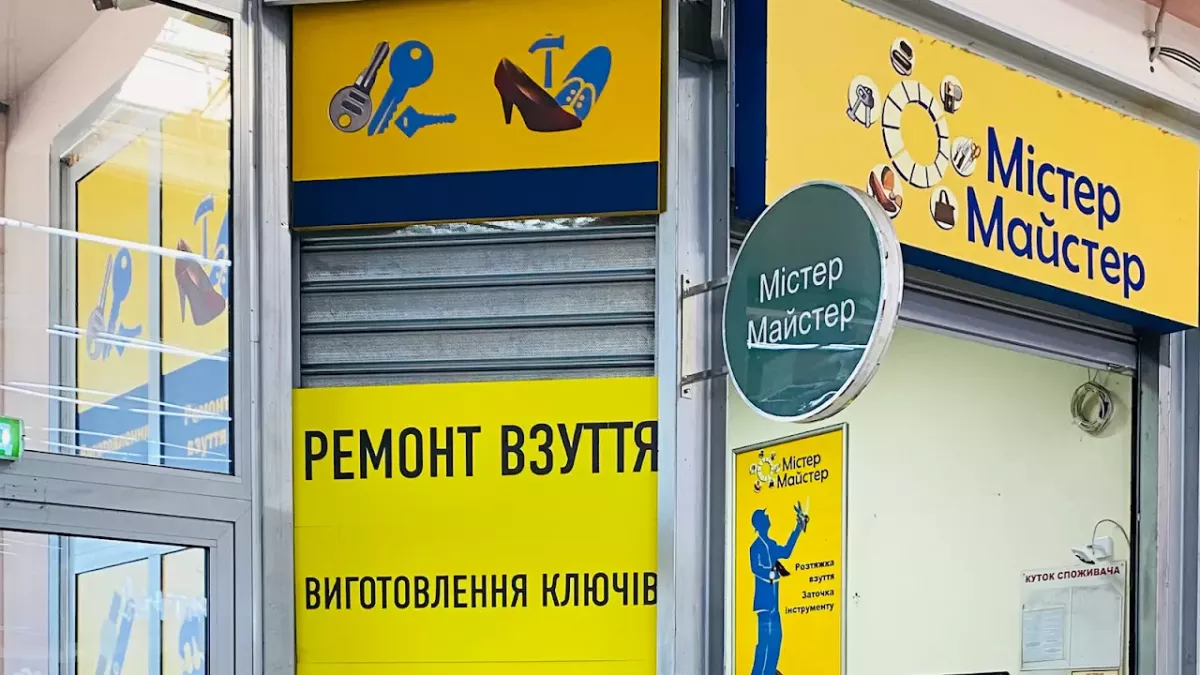 РЕМОНТ ВЗУТТЯ
ВИГОТОВЛЕННЯ КЛЮЧІВ
Містер
Майстер
Містер
Майстер
Містер
Майстер
Розтяжка
взуття
Заточка
інструменту
КУТОК СПОЖИВАЧА